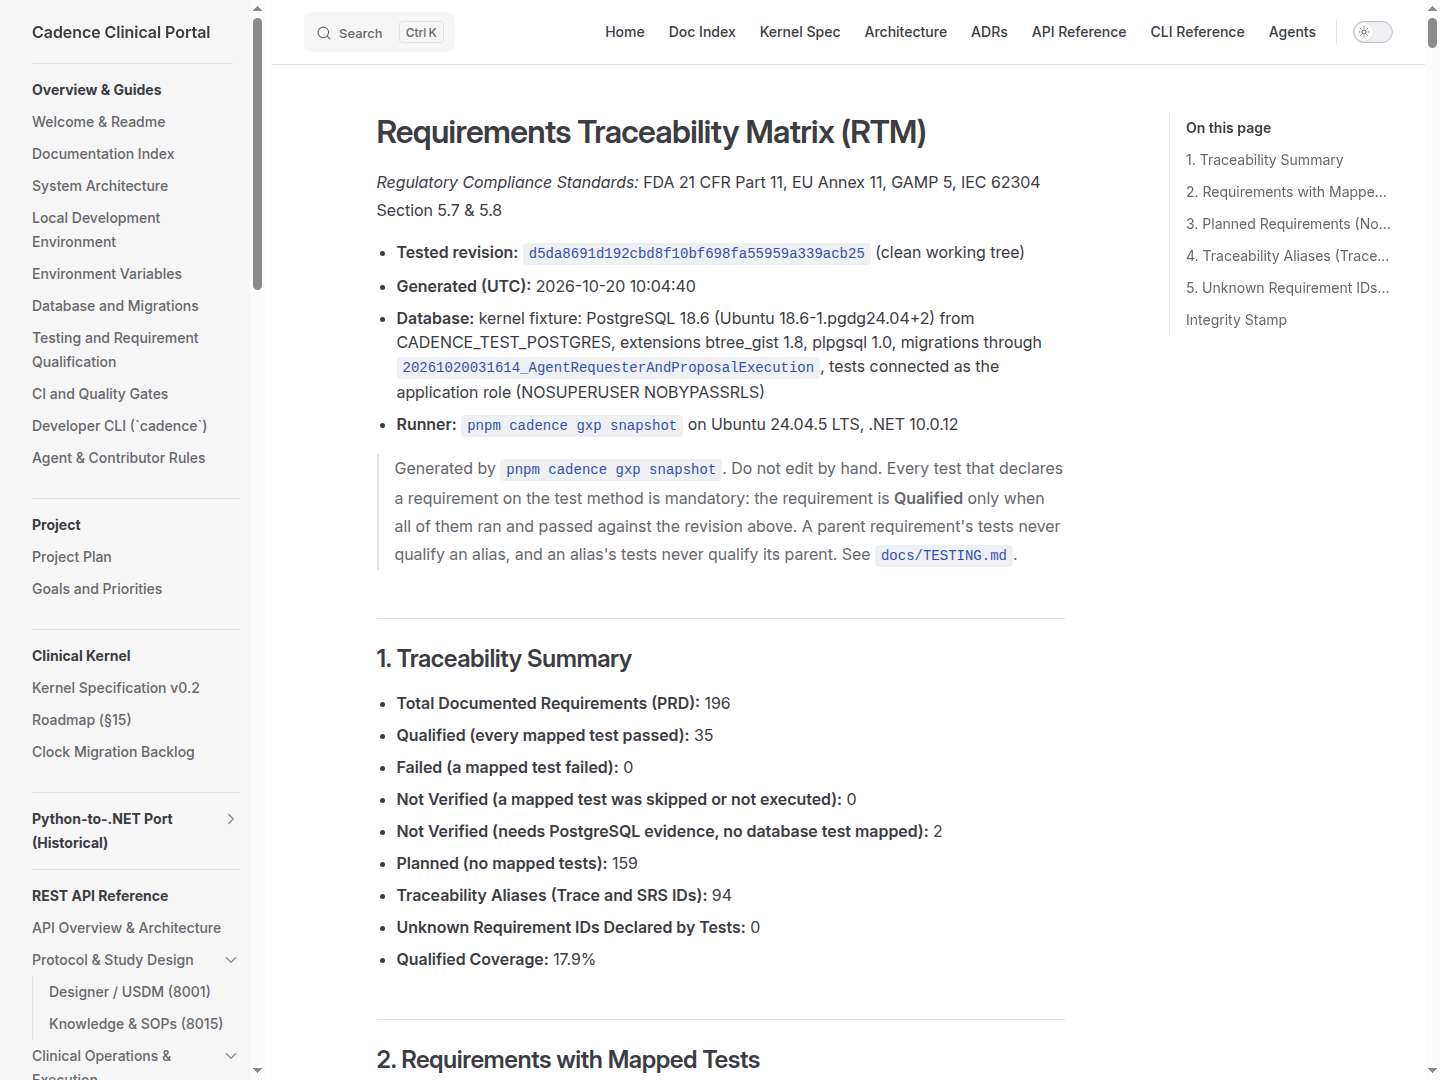 Cadence Clinical Portal
Overview & Guides
Welcome & Readme
Documentation Index
System Architecture
Local Development
Environment
Environment Variables
Database and Migrations
Testing and Requirement
Qualification
CI and Quality Gates
Developer CLI (`cadence`)
Agent & Contributor Rules
Project
Project Plan
Goals and Priorities
Clinical Kernel
Kernel Specification v0.2
Roadmap (§15)
Clock Migration Backlog
Python-to-.NET Port
(Historical)
REST API Reference
API Overview & Architecture
Protocol & Study Design
Designer / USDM (8001)
Knowledge & SOPs (8015)
Clinical Operations &
Execution
Search Ctrl K
Home Doc Index Kernel Spec Architecture ADRs API Reference CLI Reference Agents
Requirements Traceability Matrix (RTM)
Regulatory Compliance Standards: FDA 21 CFR Part 11, EU Annex 11, GAMP 5, IEC 62304
Section 5.7 & 5.8
Tested revision: d5da8691d192cbd8f10bf698fa55959a339acb25 (clean working tree)
Generated (UTC): 2026-10-20 10:04:40
Database: kernel fixture: PostgreSQL 18.6 (Ubuntu 18.6-1.pgdg24.04+2) from
CADENCE_TEST_POSTGRES, extensions btree_gist 1.8, plpgsql 1.0, migrations through
20261020031614_AgentRequesterAndProposalExecution, tests connected as the
application role (NOSUPERUSER NOBYPASSRLS)
Runner: pnpm cadence gxp snapshot on Ubuntu 24.04.5 LTS, .NET 10.0.12
Generated by pnpm cadence gxp snapshot. Do not edit by hand. Every test that declares
a requirement on the test method is mandatory: the requirement is Qualified only when
all of them ran and passed against the revision above. A parent requirement's tests never
qualify an alias, and an alias's tests never qualify its parent. See docs/TESTING.md.
1. Traceability Summary
Total Documented Requirements (PRD): 196
Qualified (every mapped test passed): 35
Failed (a mapped test failed): 0
Not Verified (a mapped test was skipped or not executed): 0
Not Verified (needs PostgreSQL evidence, no database test mapped): 2
Planned (no mapped tests): 159
Traceability Aliases (Trace and SRS IDs): 94
Unknown Requirement IDs Declared by Tests: 0
Qualified Coverage: 17.9%
2. Requirements with Mapped Tests
On this page
1. Traceability Summary
2. Requirements with Mappe...
3. Planned Requirements (No...
4. Traceability Aliases (Trace...
5. Unknown Requirement IDs...
Integrity Stamp